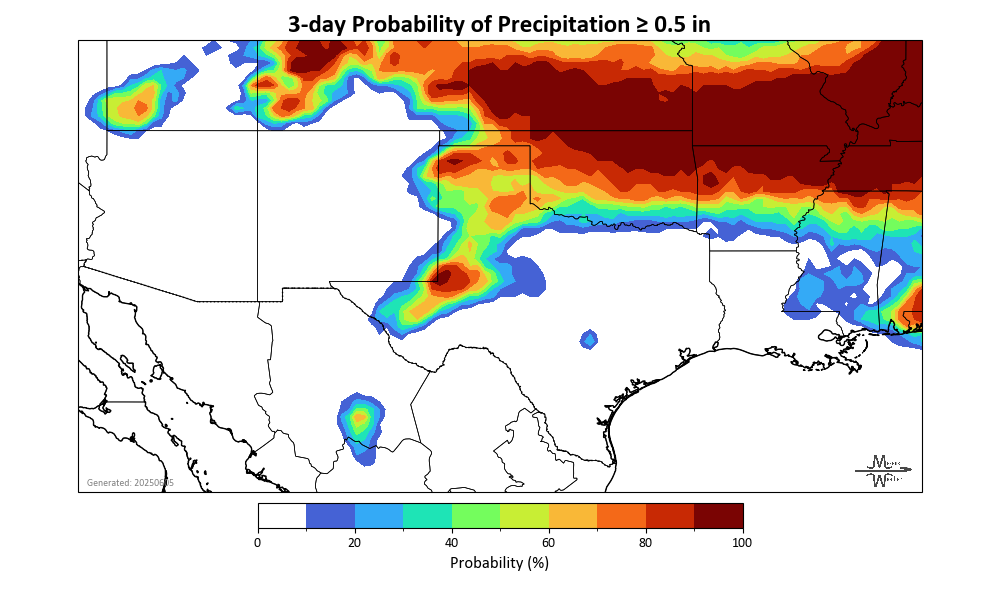 3-day Probability of Precipitation ≥ 0.5 in
Generated: 20250605
0 20 40 60 80 100
Probability (%)